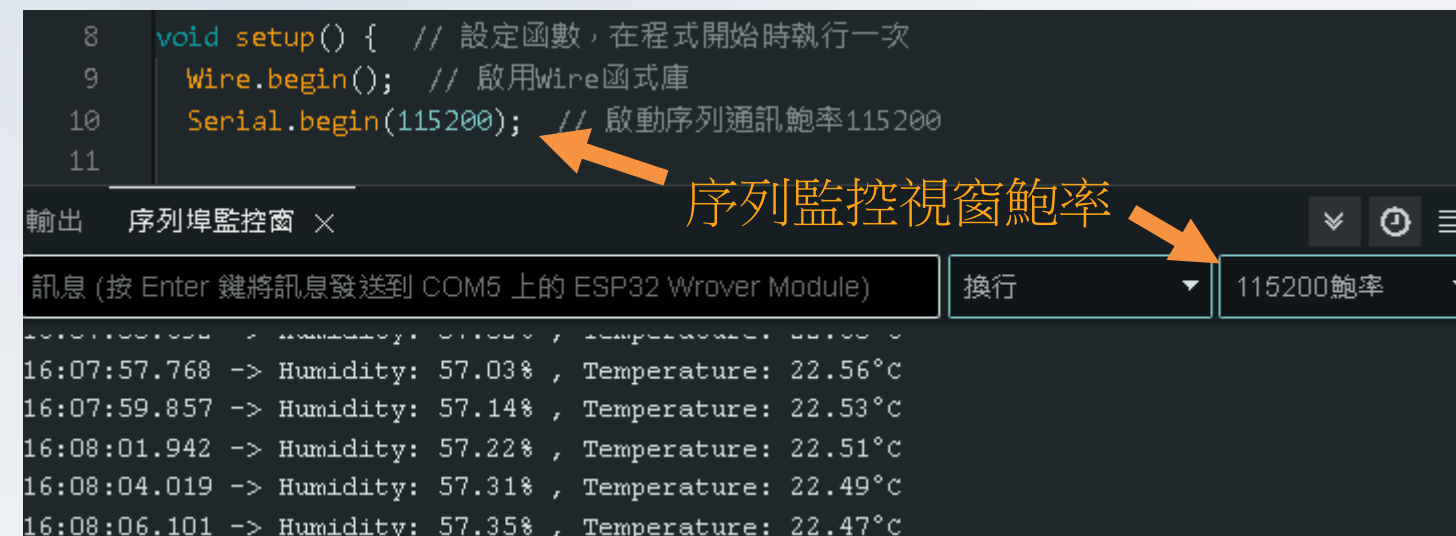 8 void setup() { // 設定函數，在程式開始時執行一次
9 Wire.begin(); // 啟用Wire函式庫
10 Serial.begin(115200); // 啟動序列通訊鮑率115200
11
序列監控視窗鮑率
輸出 序列埠監控窗 ×
訊息 (按 Enter 鍵將訊息發送到 COM5 上的 ESP32 Wrover Module) 換行 115200鮑率
16:07:57.768 -> Humidity: 57.03% , Temperature: 22.56°C
16:07:59.857 -> Humidity: 57.14% , Temperature: 22.53°C
16:08:01.942 -> Humidity: 57.22% , Temperature: 22.51°C
16:08:04.019 -> Humidity: 57.31% , Temperature: 22.49°C
16:08:06.101 -> Humidity: 57.35% , Temperature: 22.47°C